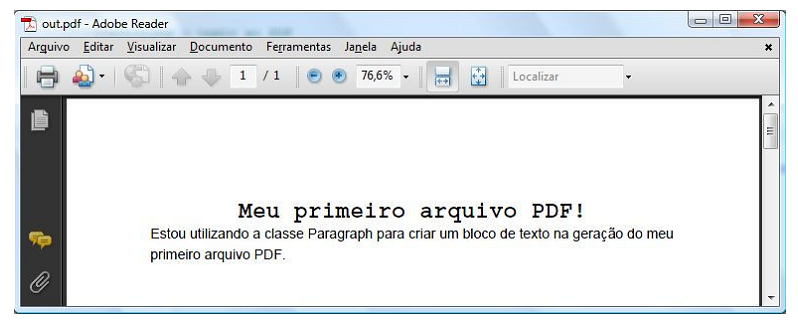 out.pdf - Adobe Reader
Arquivo Editar Visualizar Documento Ferramentas Janela Ajuda
1 / 1 76,6% Localizar
Meu primeiro arquivo PDF!
Estou utilizando a classe Paragraph para criar um bloco de texto na geração do meu
primeiro arquivo PDF.